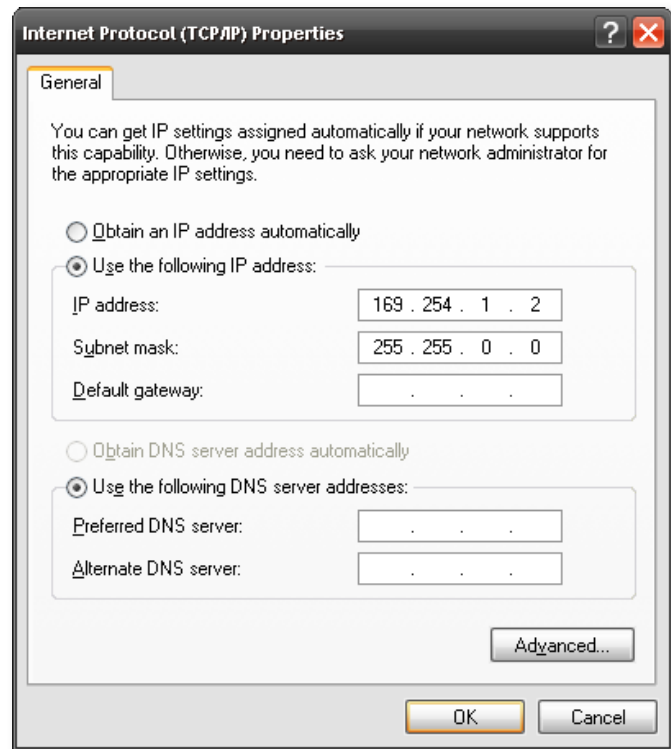 Internet Protocol (TCP/IP) Properties
General
You can get IP settings assigned automatically if your network supports
this capability. Otherwise, you need to ask your network administrator for
the appropriate IP settings.
Obtain an IP address automatically
Use the following IP address:
IP address: 169 . 254 . 1 . 2
Subnet mask: 255 . 255 . 0 . 0
Default gateway: . . .
Obtain DNS server address automatically
Use the following DNS server addresses:
Preferred DNS server: . . .
Alternate DNS server: . . .
Advanced...
OK Cancel